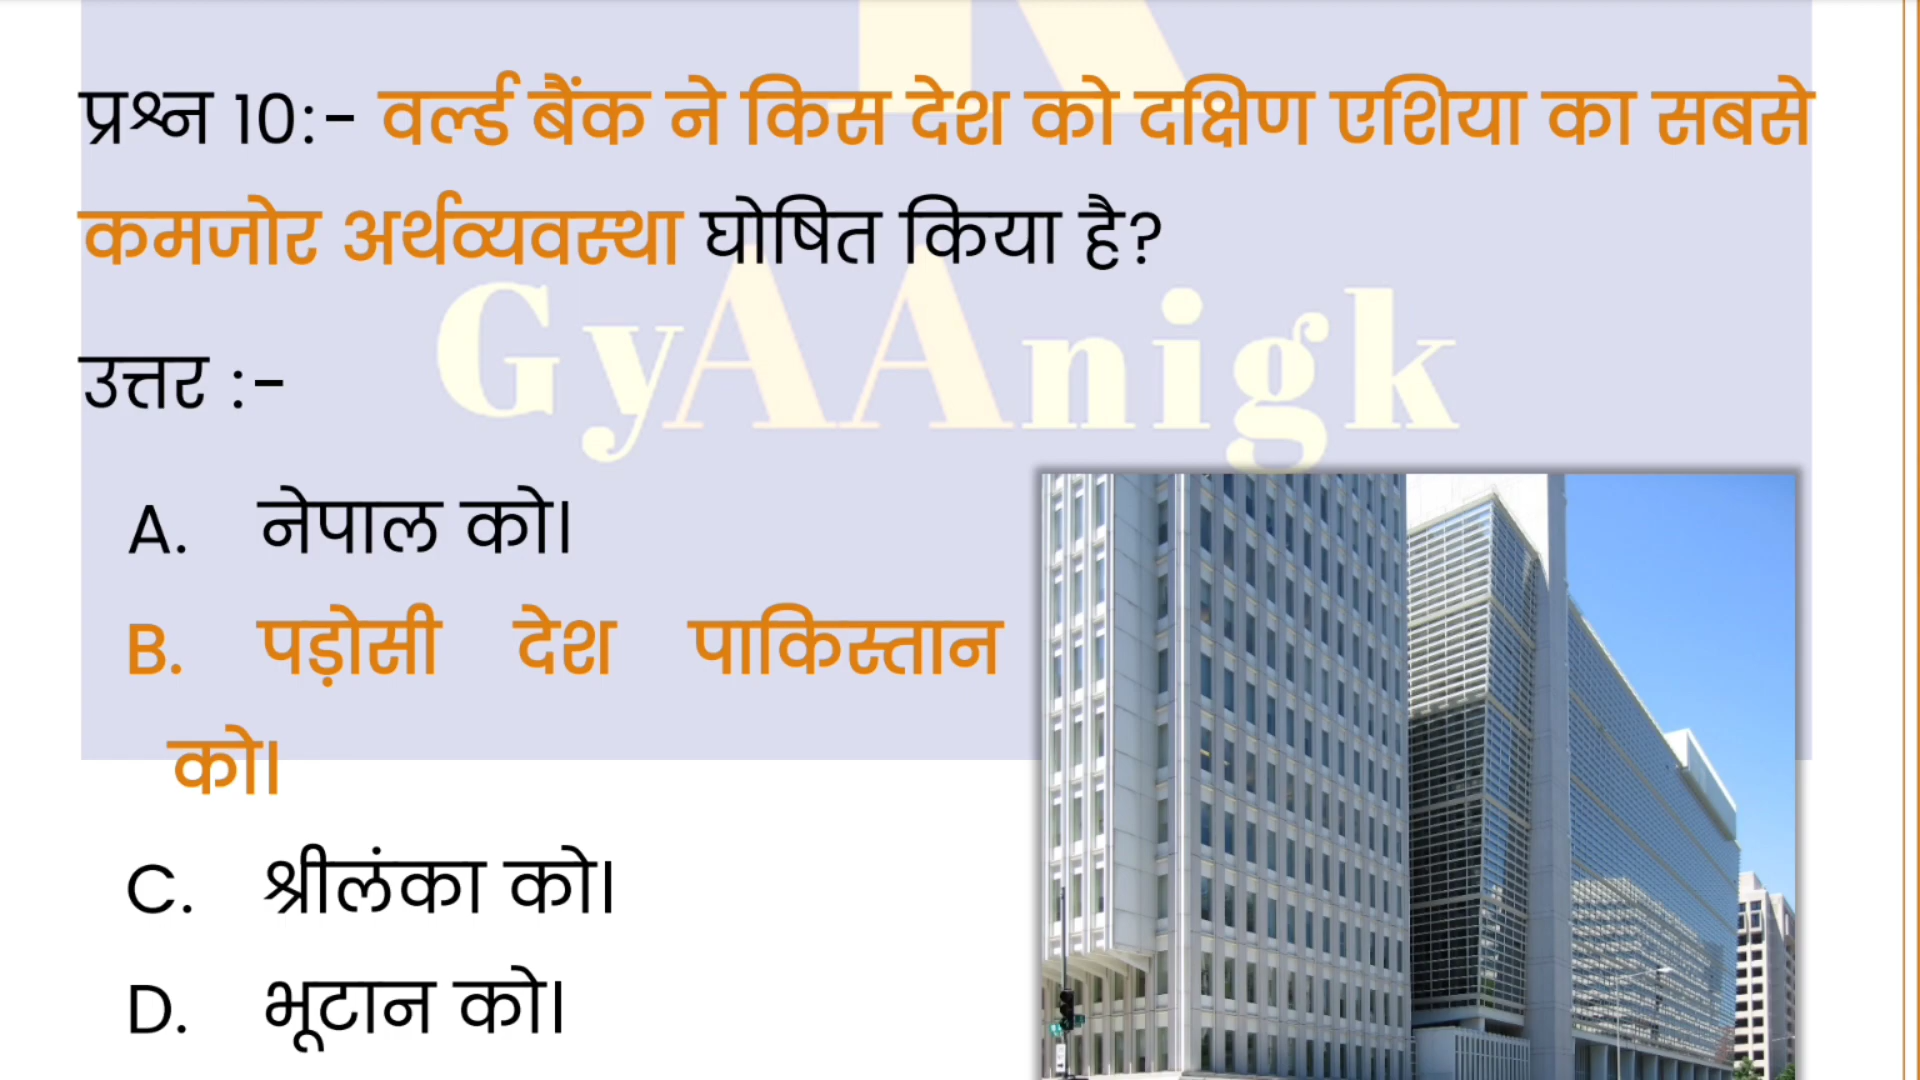 प्रश्न 10:- वर्ल्ड बैंक ने किस देश को दक्षिण एशिया का सबसे
कमजोर अर्थव्यवस्था घोषित किया है?
GyAAnigk
उत्तर :-
A. नेपाल को।
B. पड़ोसी देश पाकिस्तान
को।
C. श्रीलंका को।
D. भूटान को।